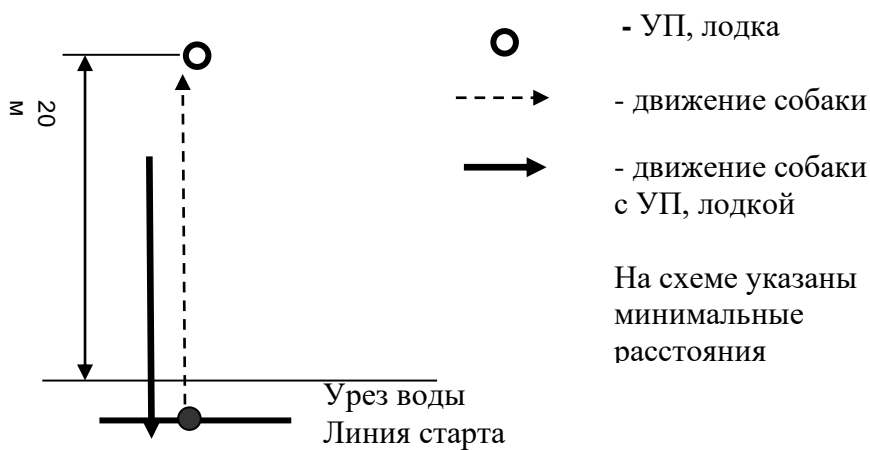 20
м
- УП, лодка
- движение собаки
- движение собаки
с УП, лодкой
На схеме указаны
минимальные
расстояния
Урез воды
Линия старта